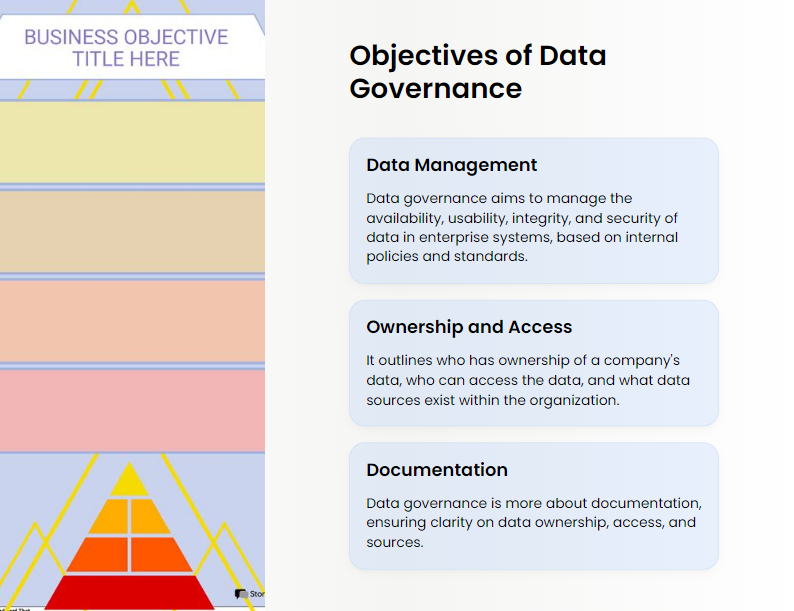 BUSINESS OBJECTIVE
TITLE HERE
Objectives of Data
Governance
Data Management
Data governance aims to manage the
availability, usability, integrity, and security of
data in enterprise systems, based on internal
policies and standards.
Ownership and Access
It outlines who has ownership of a company's
data, who can access the data, and what data
sources exist within the organization.
Documentation
Data governance is more about documentation,
ensuring clarity on data ownership, access, and
sources.
Stor